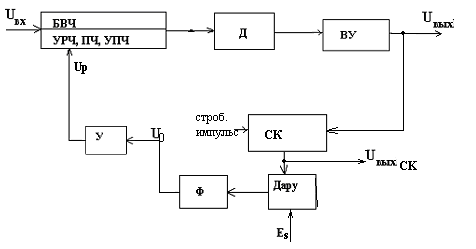 Uвх
БВЧ
УРЧ, ПЧ, УПЧ
Д
ВУ
Uвых
Uр
строб.
импульс
СК
У
U0
Uвых СК
Ф
Дару
Es